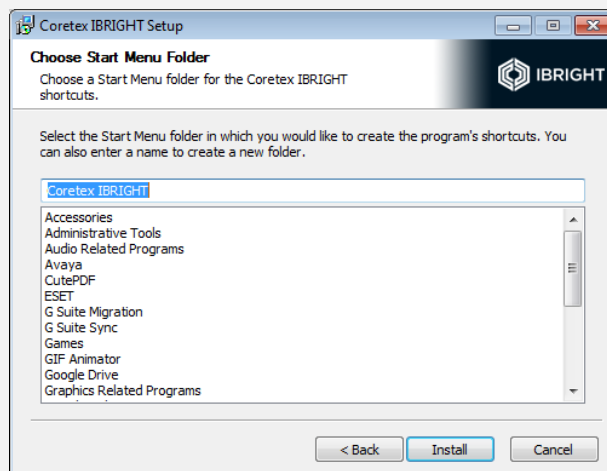 Coretex IBRIGHT Setup
Choose Start Menu Folder
Choose a Start Menu folder for the Coretex IBRIGHT
shortcuts.
IBRIGHT
Select the Start Menu folder in which you would like to create the program's shortcuts. You
can also enter a name to create a new folder.
Coretex IBRIGHT
Accessories
Administrative Tools
Audio Related Programs
Avaya
CutePDF
ESET
G Suite Migration
G Suite Sync
Games
GIF Animator
Google Drive
Graphics Related Programs
< Back
Install
Cancel